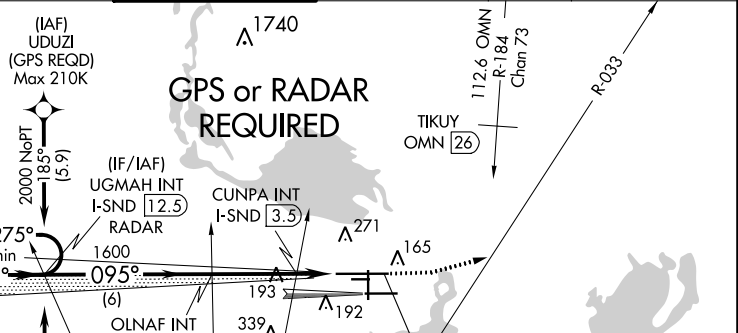 (IAF)
UDUZI
(GPS REQD)
Max 210K
1740
GPS or RADAR
REQUIRED
112.6 OMN
R-184
Chan 73
R-033
TIKUY
OMN 26
2000 NoPT
185°
(5.9)
(IF/IAF)
UGMAH INT
I-SND 12.5
RADAR
CUNPA INT
I-SND 3.5
271
165
275°
1600
095°
(6)
193
192
OLNAF INT
339